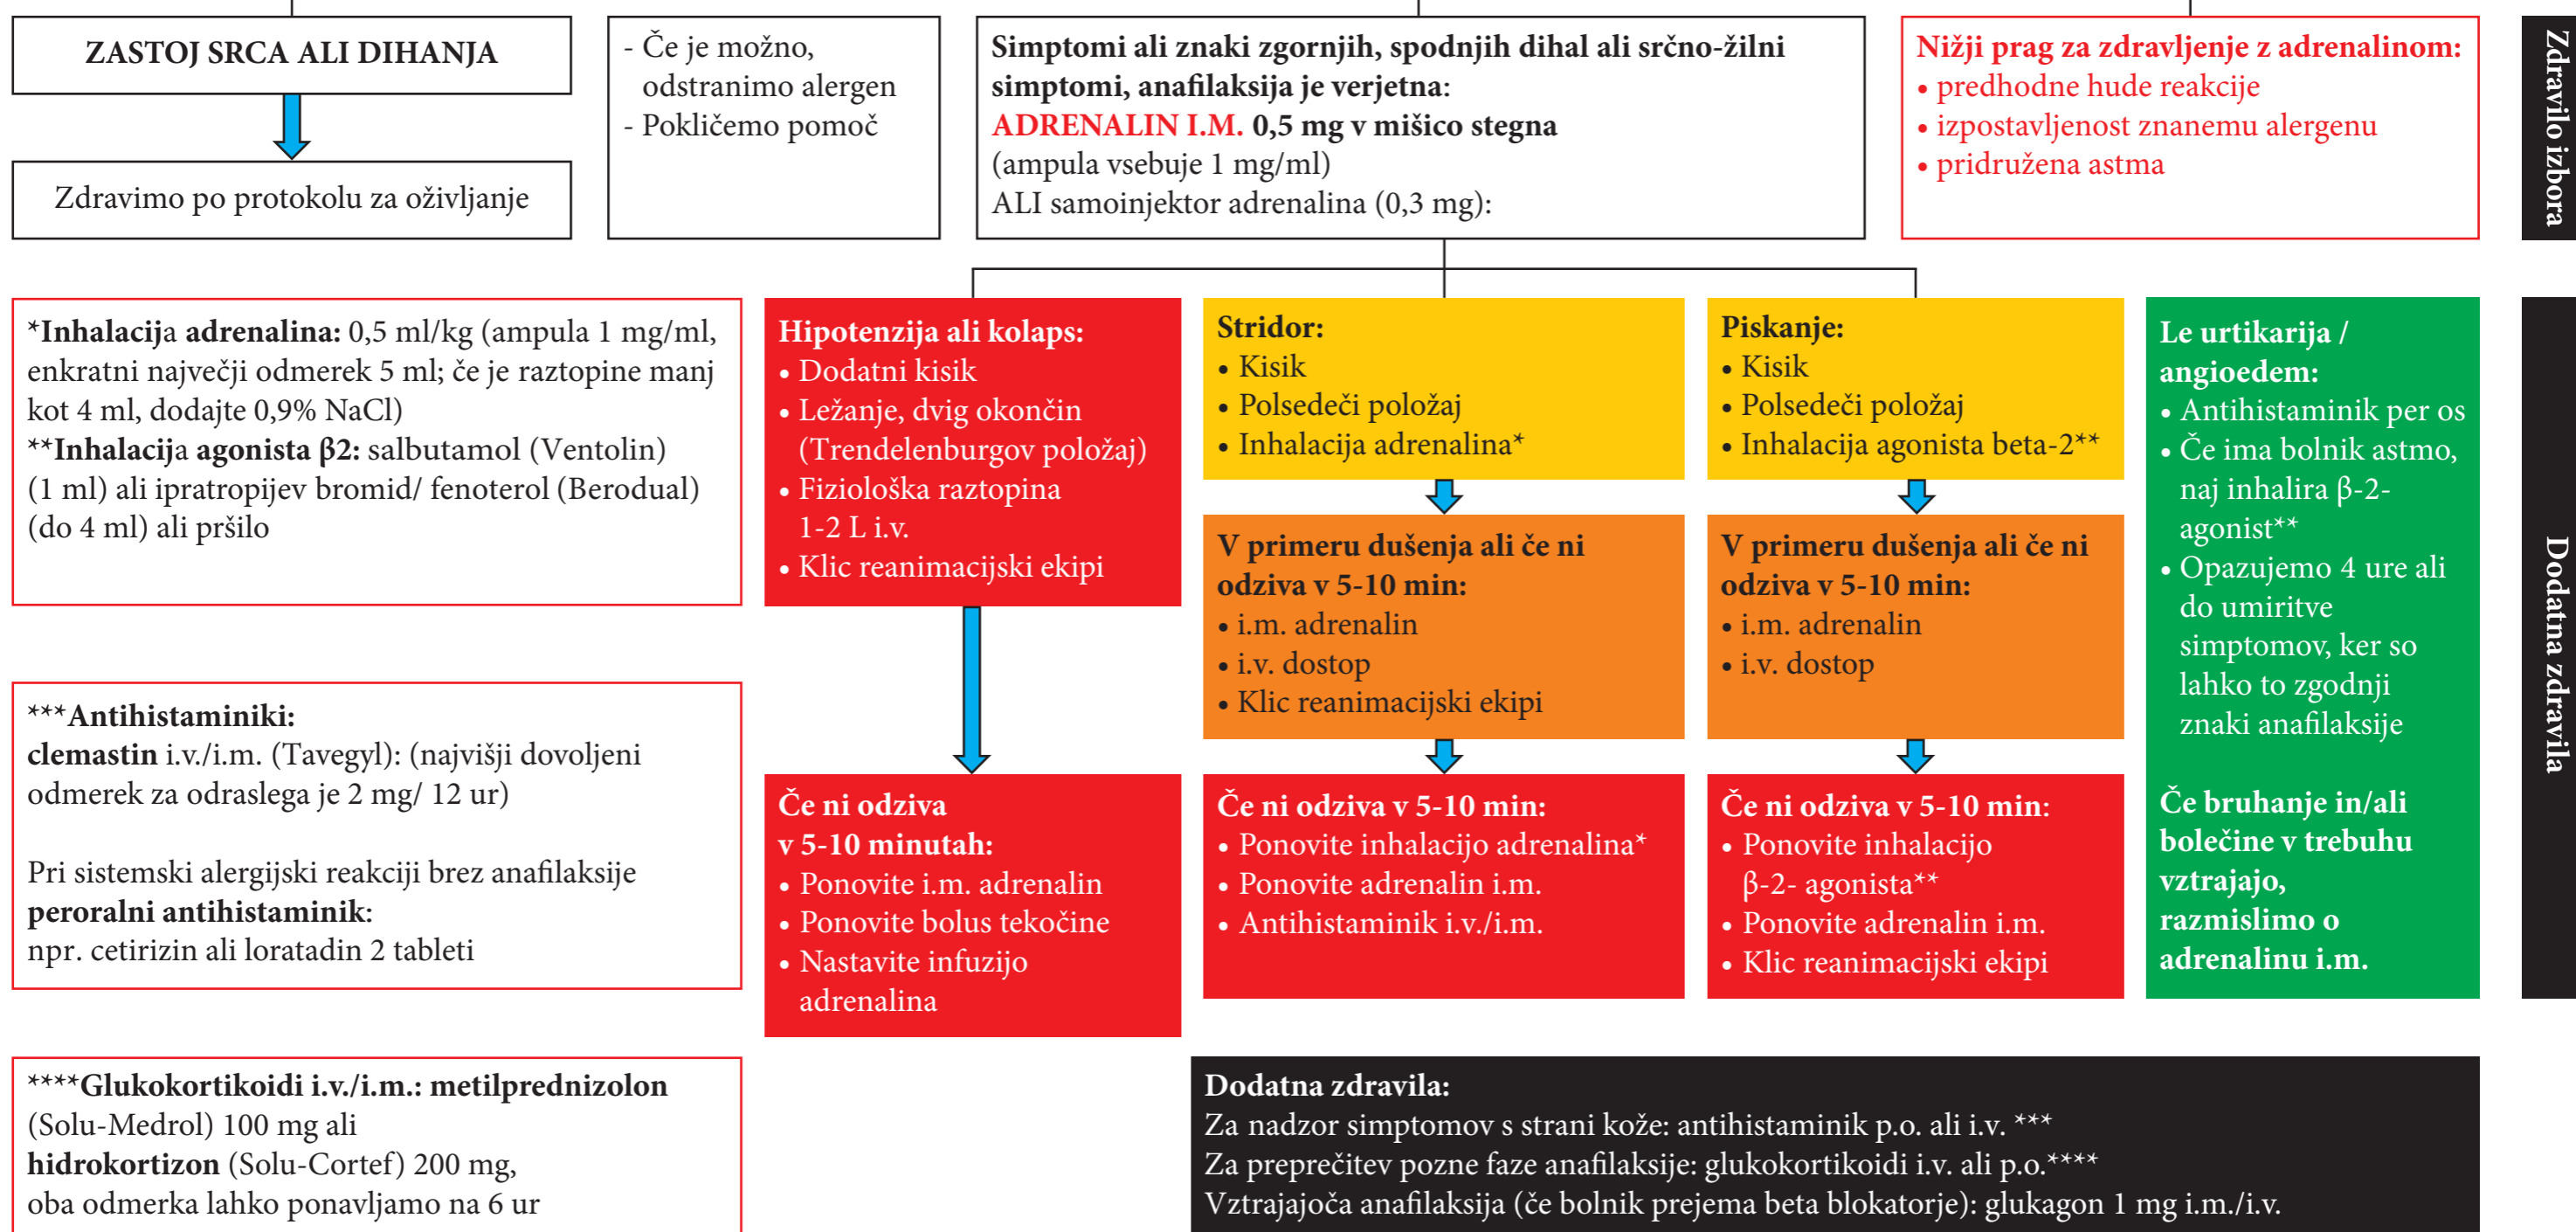 ZASTOJ SRCA ALI DIHANJA
Zdravimo po protokolu za oživljanje
- Če je možno,
odstranimo alergen
- Pokličemo pomoč
Simptomi ali znaki zgornjih, spodnjih dihal ali srčno-žilni
simptomi, anafilaksija je verjetna:
ADRENALIN I.M. 0,5 mg v mišico stegna
(ampula vsebuje 1 mg/ml)
ALI samoinjektor adrenalina (0,3 mg):
Nižji prag za zdravljenje z adrenalinom:
• predhodne hude reakcije
• izpostavljenost znanemu alergenu
• pridružena astma
Zdravilo izbora
*Inhalacija adrenalina: 0,5 ml/kg (ampula 1 mg/ml,
enkratni največji odmerek 5 ml; če je raztopine manj
kot 4 ml, dodajte 0,9% NaCl)
**Inhalacija agonista β2: salbutamol (Ventolin)
(1 ml) ali ipratropijev bromid/ fenoterol (Berodual)
(do 4 ml) ali pršilo
***Antihistaminiki:
clemastin i.v./i.m. (Tavegyl): (najvišji dovoljeni
odmerek za odraslega je 2 mg/ 12 ur)
Pri sistemski alergijski reakciji brez anafilaksije
peroralni antihistaminik:
npr. cetirizin ali loratadin 2 tableti
****Glukokortikoidi i.v./i.m.: metilprednizolon
(Solu-Medrol) 100 mg ali
hidrokortizon (Solu-Cortef) 200 mg,
oba odmerka lahko ponavljamo na 6 ur
Hipotenzija ali kolaps:
• Dodatni kisik
• Ležanje, dvig okončin
(Trendelenburgov položaj)
• Fiziološka raztopina
1-2 L i.v.
• Klic reanimacijski ekipi
Če ni odziva
v 5-10 minutah:
• Ponovite i.m. adrenalin
• Ponovite bolus tekočine
• Nastavite infuzijo
adrenalina
Stridor:
• Kisik
• Polsedeči položaj
• Inhalacija adrenalina*
V primeru dušenja ali če ni
odziva v 5-10 min:
• i.m. adrenalin
• i.v. dostop
• Klic reanimacijski ekipi
Če ni odziva v 5-10 min:
• Ponovite inhalacijo adrenalina*
• Ponovite adrenalin i.m.
• Antihistaminik i.v./i.m.
Piskanje:
• Kisik
• Polsedeči položaj
• Inhalacija agonista beta-2**
V primeru dušenja ali če ni
odziva v 5-10 min:
• i.m. adrenalin
• i.v. dostop
Če ni odziva v 5-10 min:
• Ponovite inhalacijo
β-2- agonista**
• Ponovite adrenalin i.m.
• Klic reanimacijski ekipi
Le urtikarija /
angioedem:
• Antihistaminik per os
• Če ima bolnik astmo,
naj inhalira β-2-
agonist**
• Opazujemo 4 ure ali
do umiritve
simptomov, ker so
lahko to zgodnji
znaki anafilaksije
Če bruhanje in/ali
bolečine v trebuhu
vztrajajo,
razmislimo o
adrenalinu i.m.
Dodatna zdravila
Dodatna zdravila:
Za nadzor simptomov s strani kože: antihistaminik p.o. ali i.v. ***
Za preprečitev pozne faze anafilaksije: glukokortikoidi i.v. ali p.o.****
Vztrajajoča anafilaksija (če bolnik prejema beta blokatorje): glukagon 1 mg i.m./i.v.